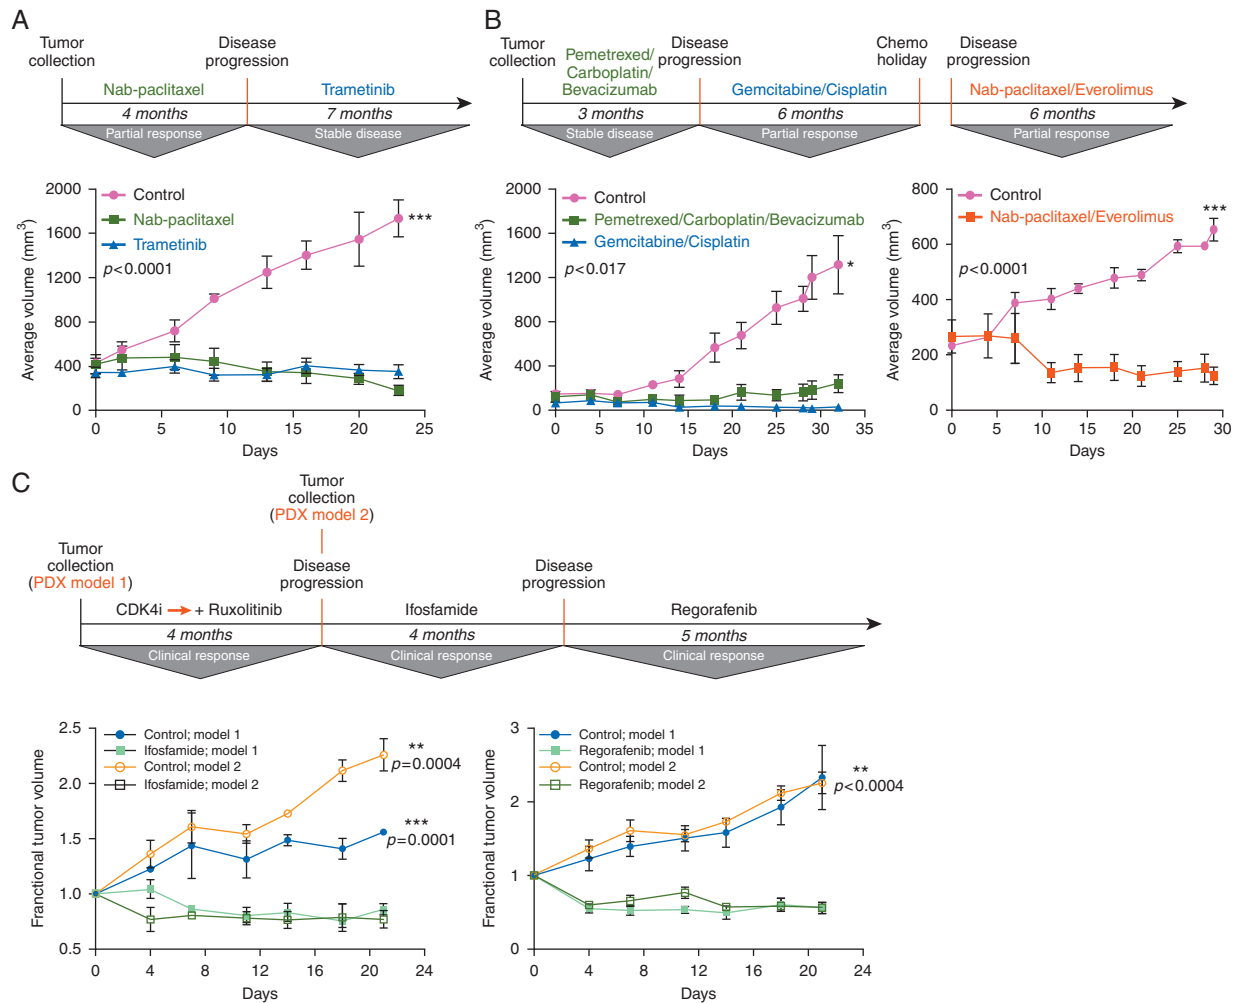 A
Tumor
collection
Disease
progression
Nab-paclitaxel
Trametinib
4 months
7 months
Partial response
Stable disease
2000
1600
1200
800
400
0
Average volume (mm3)
Control
Nab-paclitaxel
Trametinib
p<0.0001
***
0
5
10
15
20
25
Days
B
Tumor
collection
Pemetrexed/
Carboplatin/
Bevacizumab
Disease
progression
Gemcitabine/Cisplatin
Chemo
holiday
Disease
progression
Nab-paclitaxel/Everolimus
3 months
6 months
6 months
Stable disease
Partial response
Partial response
2000
1600
1200
800
400
0
Average volume (mm3)
Control
Pemetrexed/Carboplatin/Bevacizumab
Gemcitabine/Cisplatin
p<0.017
*
0
5
10
15
20
25
30
35
Days
800
600
400
200
0
Average volume (mm3)
Control
Nab-paclitaxel/Everolimus
p<0.0001
***
0
5
10
15
20
25
30
Days
C
Tumor
collection
(PDX model 1)
Tumor
collection
(PDX model 2)
Disease
progression
Disease
progression
CDK4i + Ruxolitinib
Ifosfamide
Regorafenib
4 months
4 months
5 months
Clinical response
Clinical response
Clinical response
2.5
2.0
1.5
1.0
0.5
Franctional tumor volume
Control; model 1
Ifosfamide; model 1
Control; model 2
Ifosfamide; model 2
**
p=0.0004
***
p=0.0001
0
4
8
12
16
20
24
Days
3
2
1
0
Fractional tumor volume
Control; model 1
Regorafenib; model 1
Control; model 2
Regorafenib; model 2
**
p<0.0004
0
4
8
12
16
20
24
Days